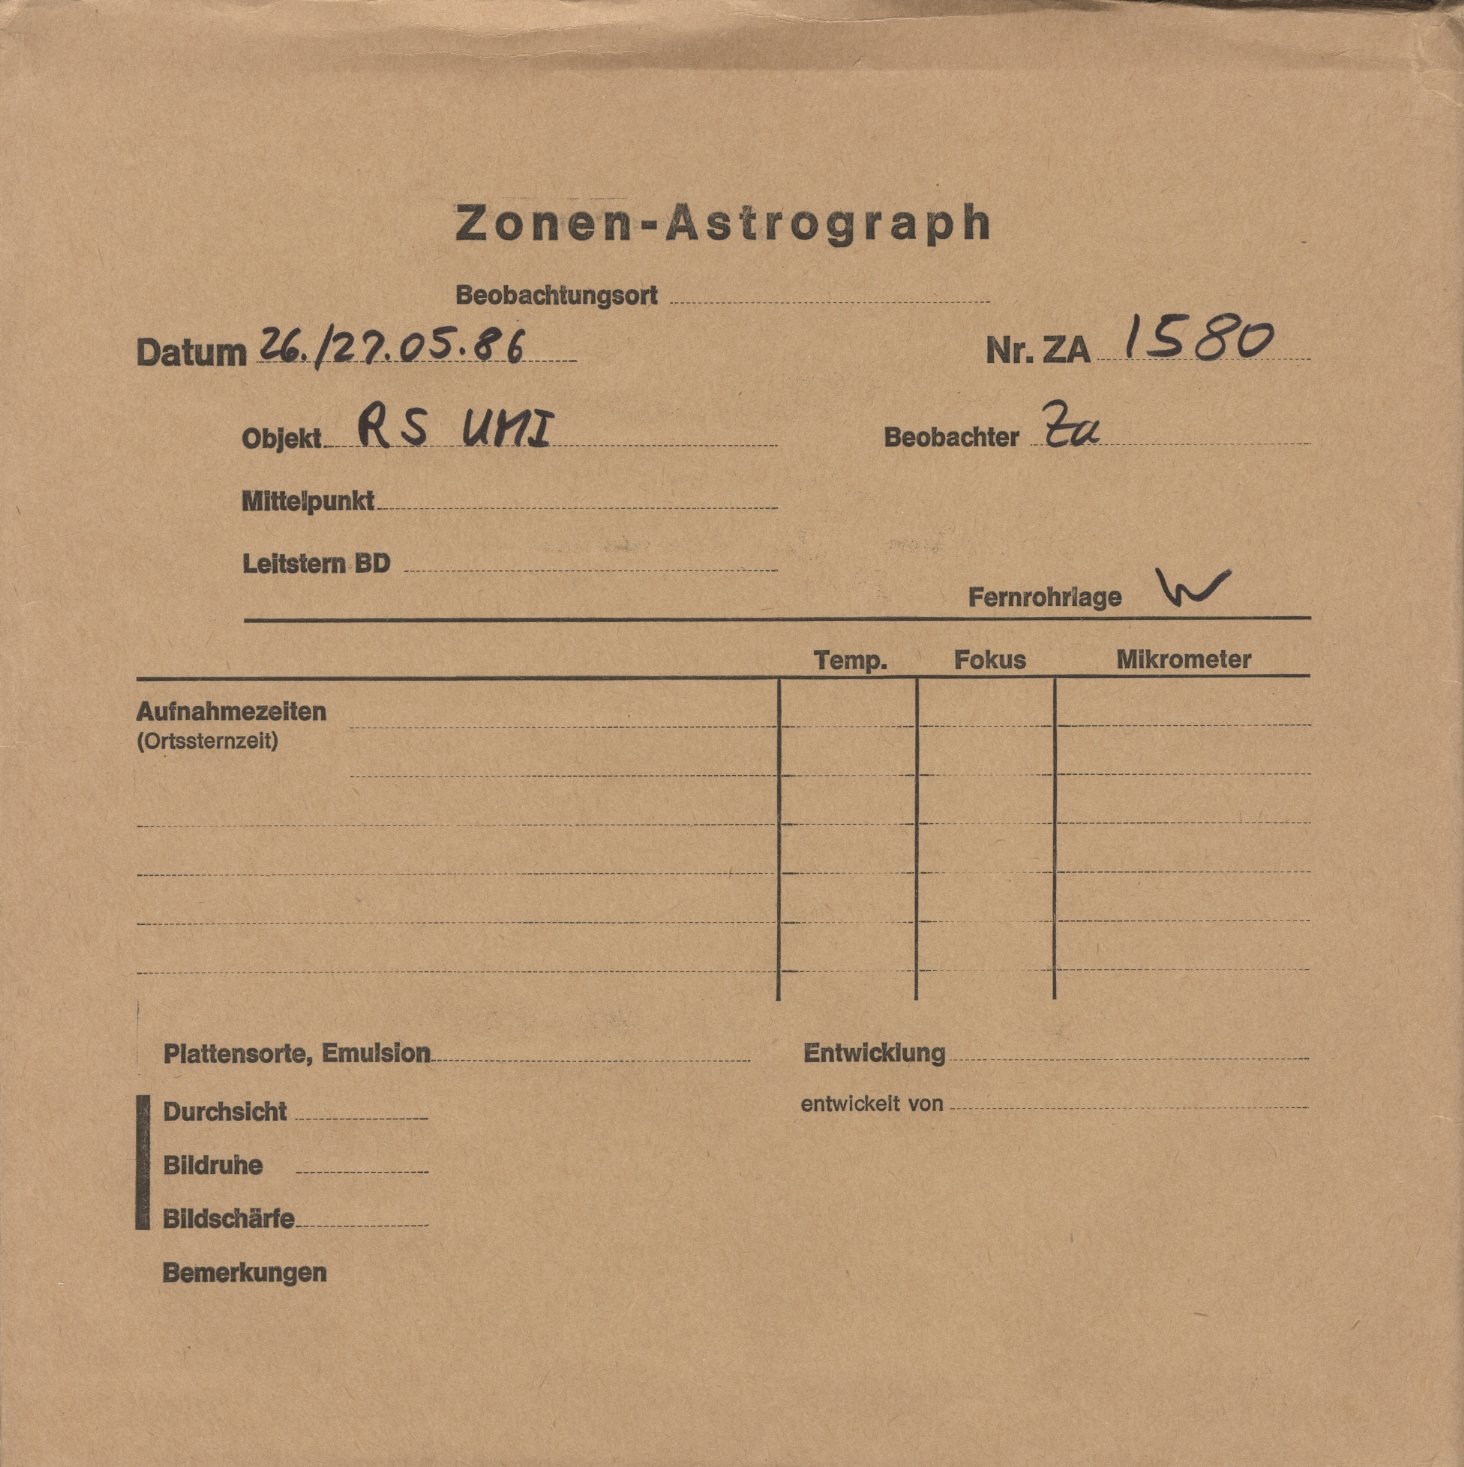 Zonen-Astrograph
Beobachtungsort
Datum 26./27.05.86 Nr. ZA 1580
Objekt RS UMI Beobachter Za
Mittelpunkt
Leitstern BD
Fernrohrlage W
Temp. Fokus Mikrometer
Aufnahmezeiten
(Ortssternzeit)
Plattensorte, Emulsion Entwicklung
Durchsicht entwickelt von
Bildruhe
Bildschärfe
Bemerkungen